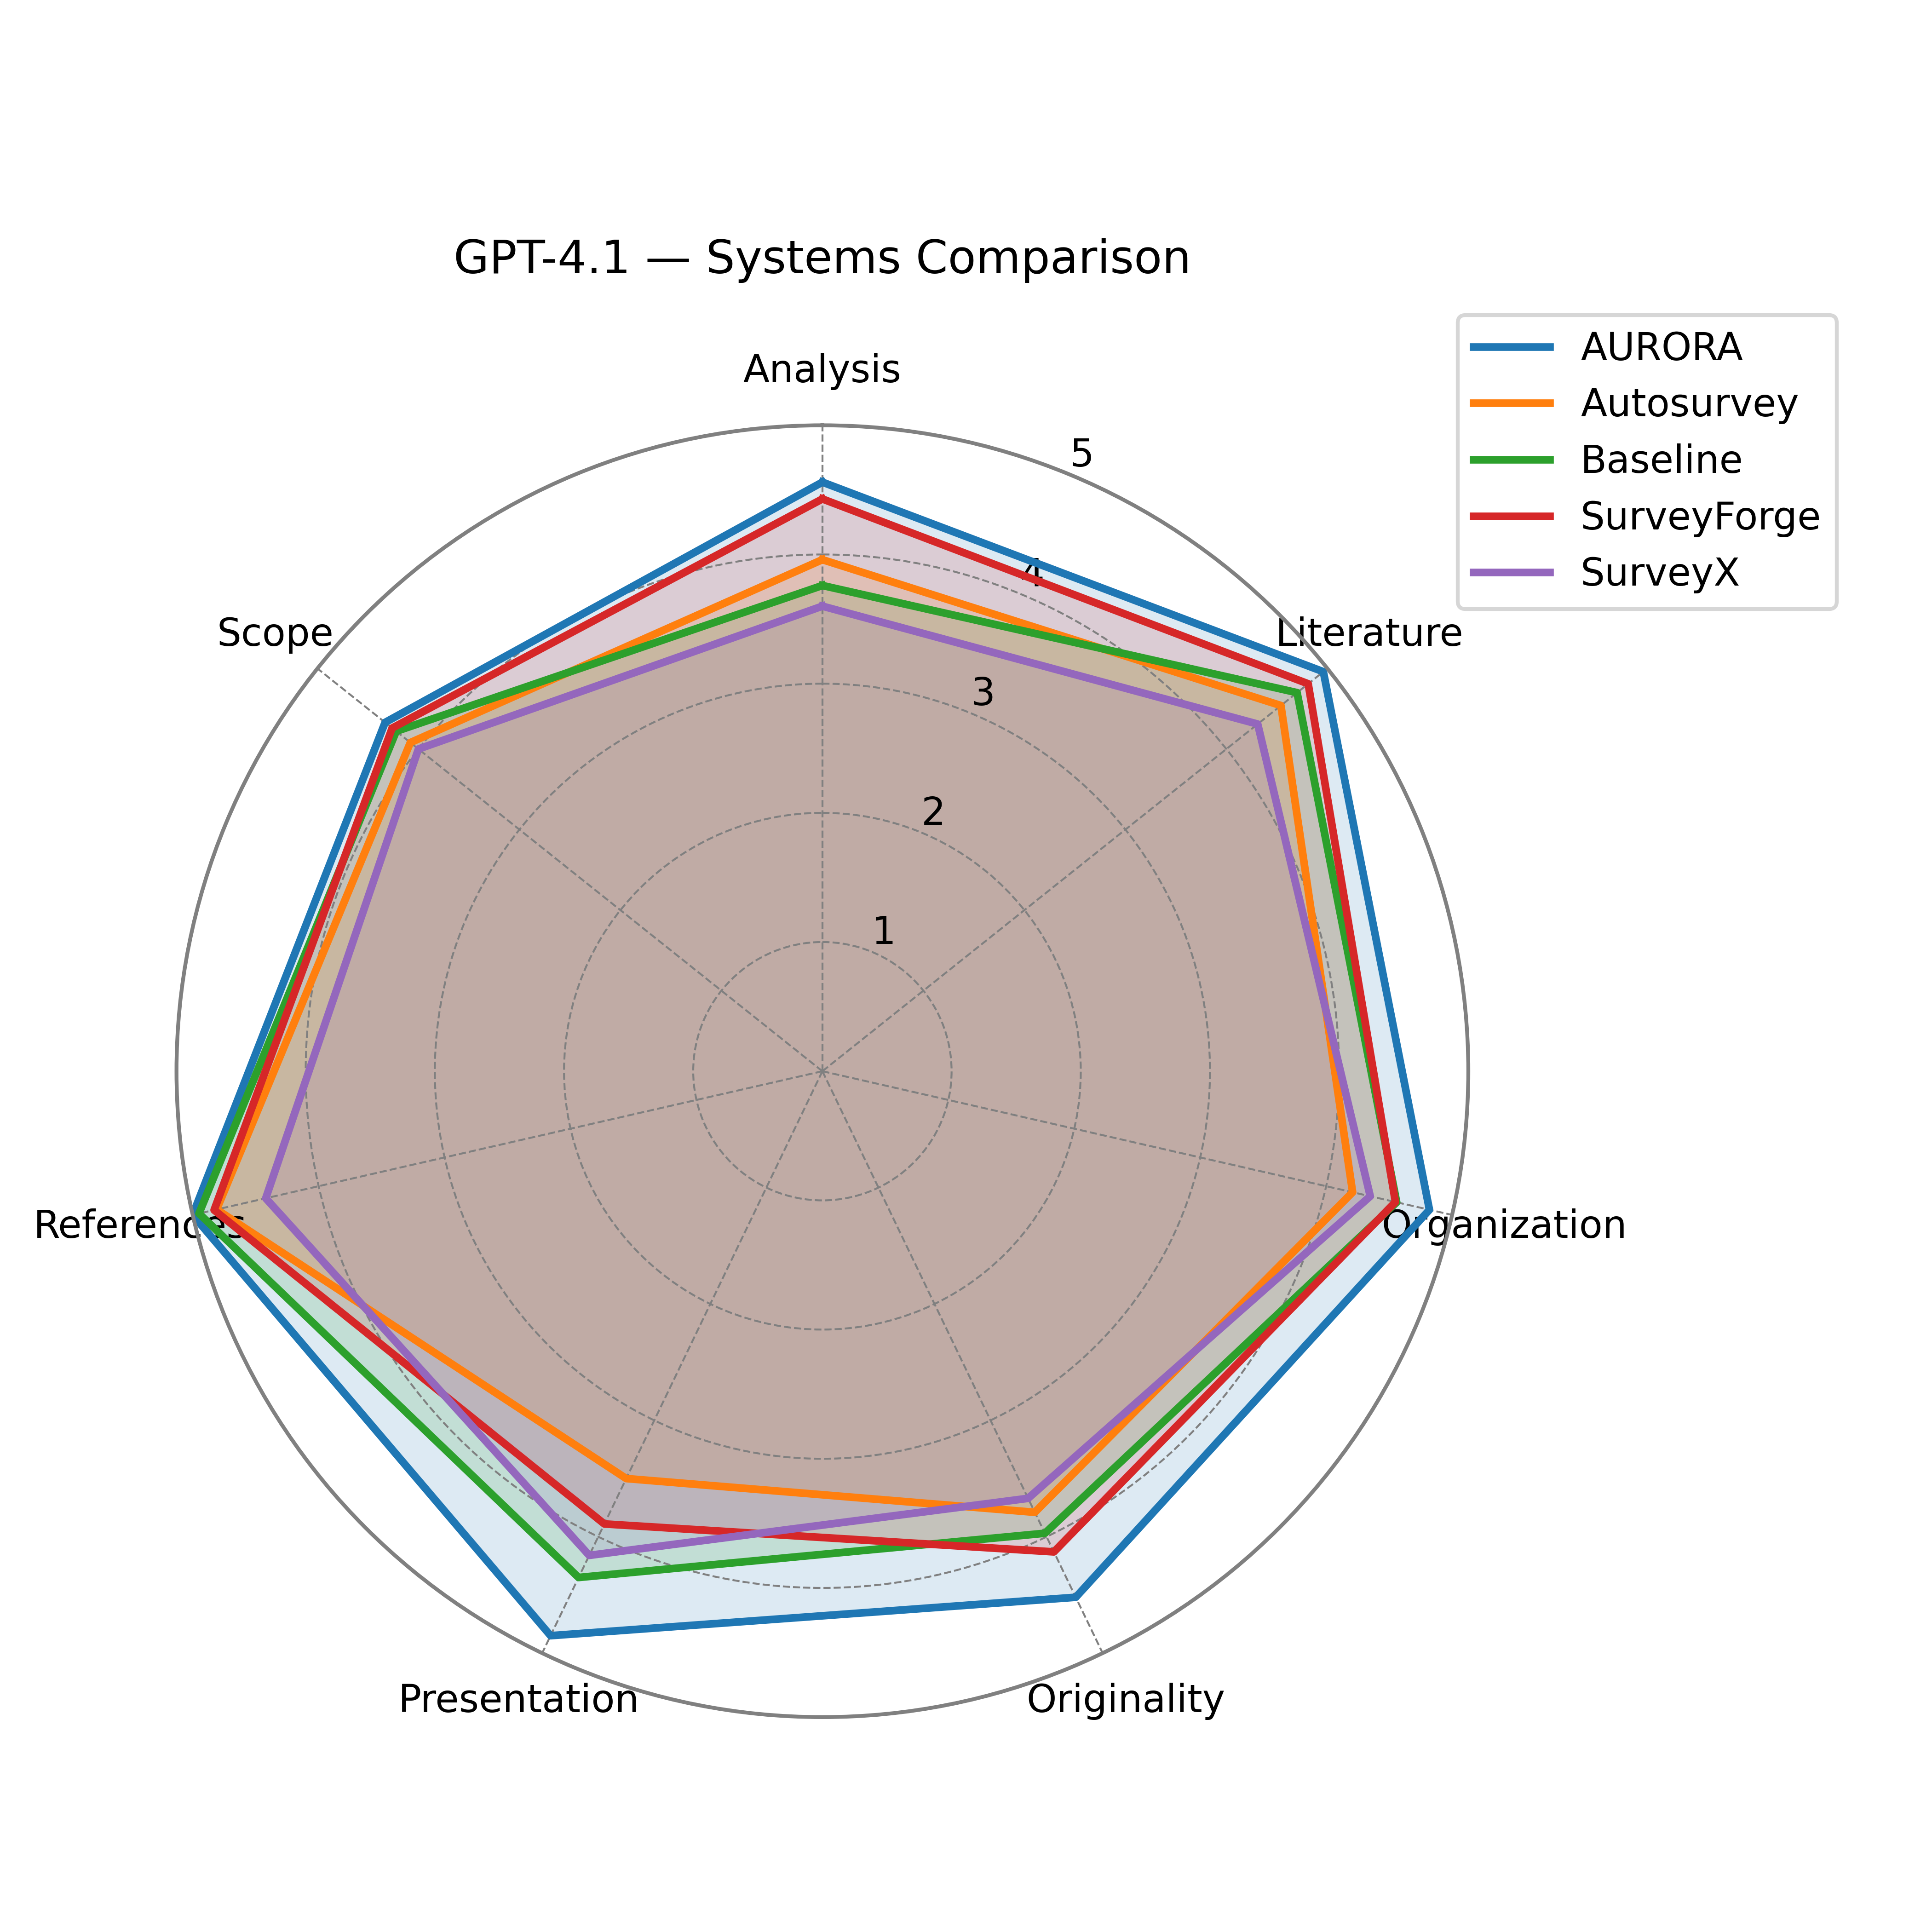 GPT-4.1 — Systems Comparison
AURORA
Autosurvey
Baseline
SurveyForge
SurveyX
Analysis
5
4
Literature
Scope
3
2
1
References
Organization
Presentation
Originality